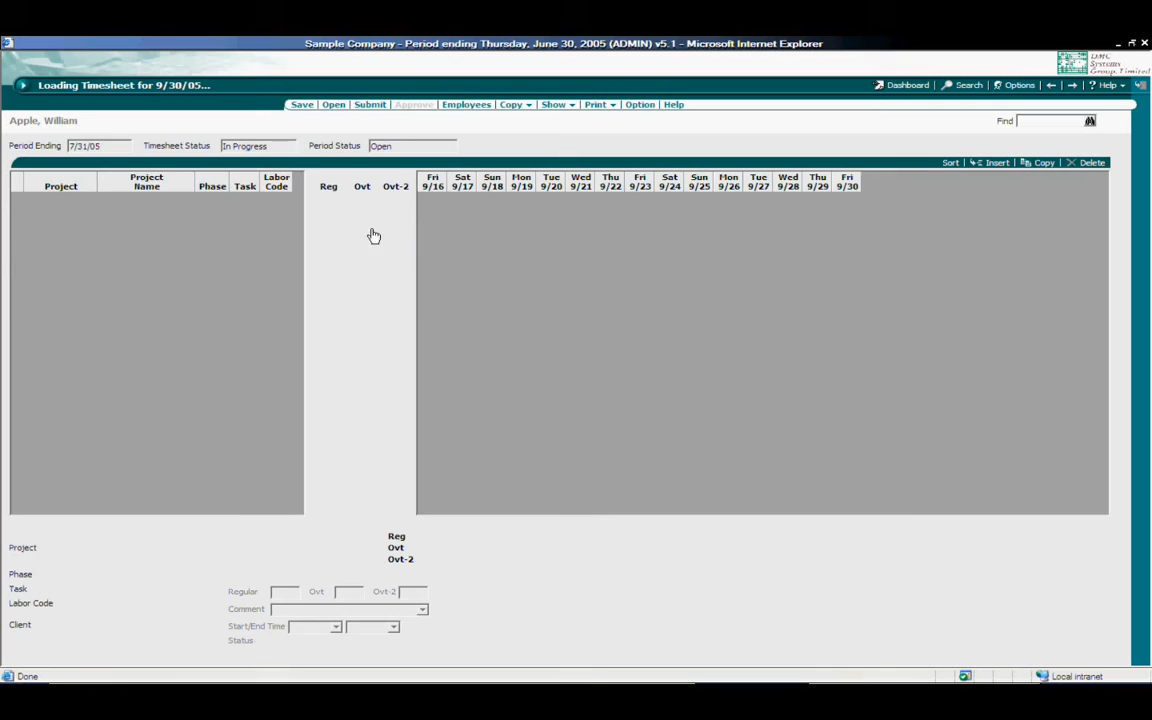 Sample Company - Period ending Thursday, June 30, 2005 (ADMIN) v5.1 - Microsoft Internet Explorer
DMC Systems Group, Limited
Loading Timesheet for 9/30/05...
Dashboard | Search | Options | Help
Save | Open | Submit | Approve | Employees | Copy | Show | Print | Option | Help
Apple, William
Find
Period Ending 7/31/05 Timesheet Status In Progress Period Status Open
Sort | Insert | Copy | Delete
Project Project Name Phase Task Labor Code Reg Ovt Ovt-2 Fri 9/16 Sat 9/17 Sun 9/18 Mon 9/19 Tue 9/20 Wed 9/21 Thu 9/22 Fri 9/23 Sat 9/24 Sun 9/25 Mon 9/26 Tue 9/27 Wed 9/28 Thu 9/29 Fri 9/30
Reg
Project Ovt
Ovt-2
Phase
Task
Regular Ovt Ovt-2
Labor Code
Comment
Client
Start/End Time
Status
Done Local intranet